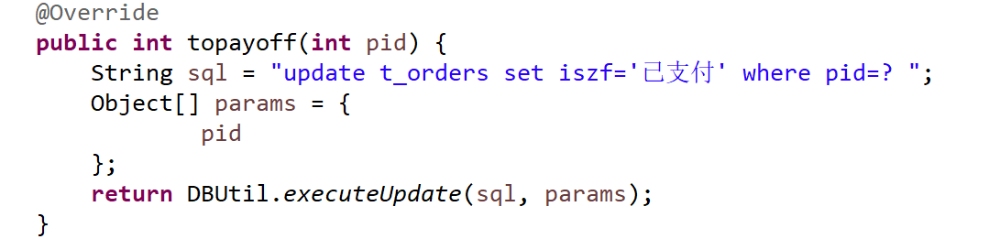 @Override
public int topayoff(int pid) {
    String sql = "update t_orders set iszf='已支付' where pid=? ";
    Object[] params = {
            pid
    };
    return DBUtil.executeUpdate(sql, params);
}